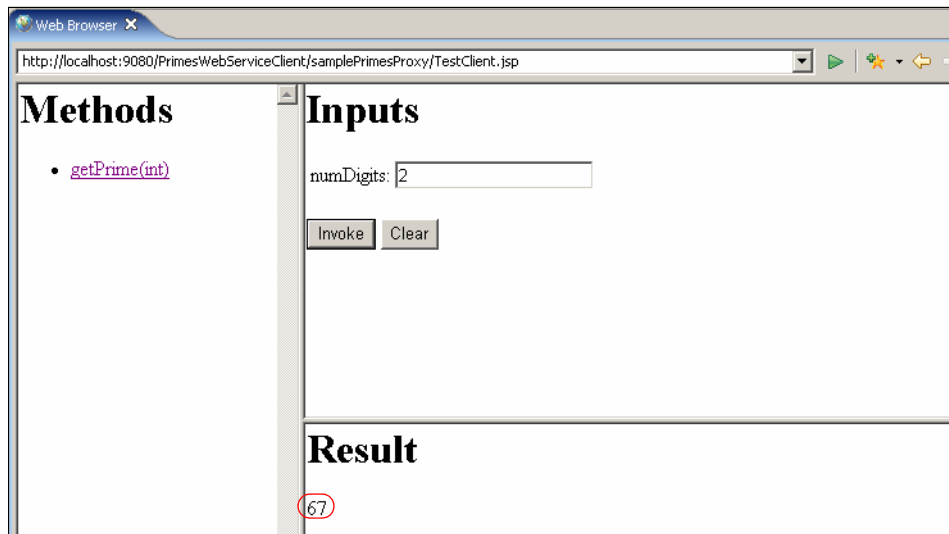 Web Browser
http://localhost:9080/PrimesWebServiceClient/samplePrimesProxy/TestClient.jsp
Methods
getPrime(int)
Inputs
numDigits: 2
Invoke Clear
Result
67